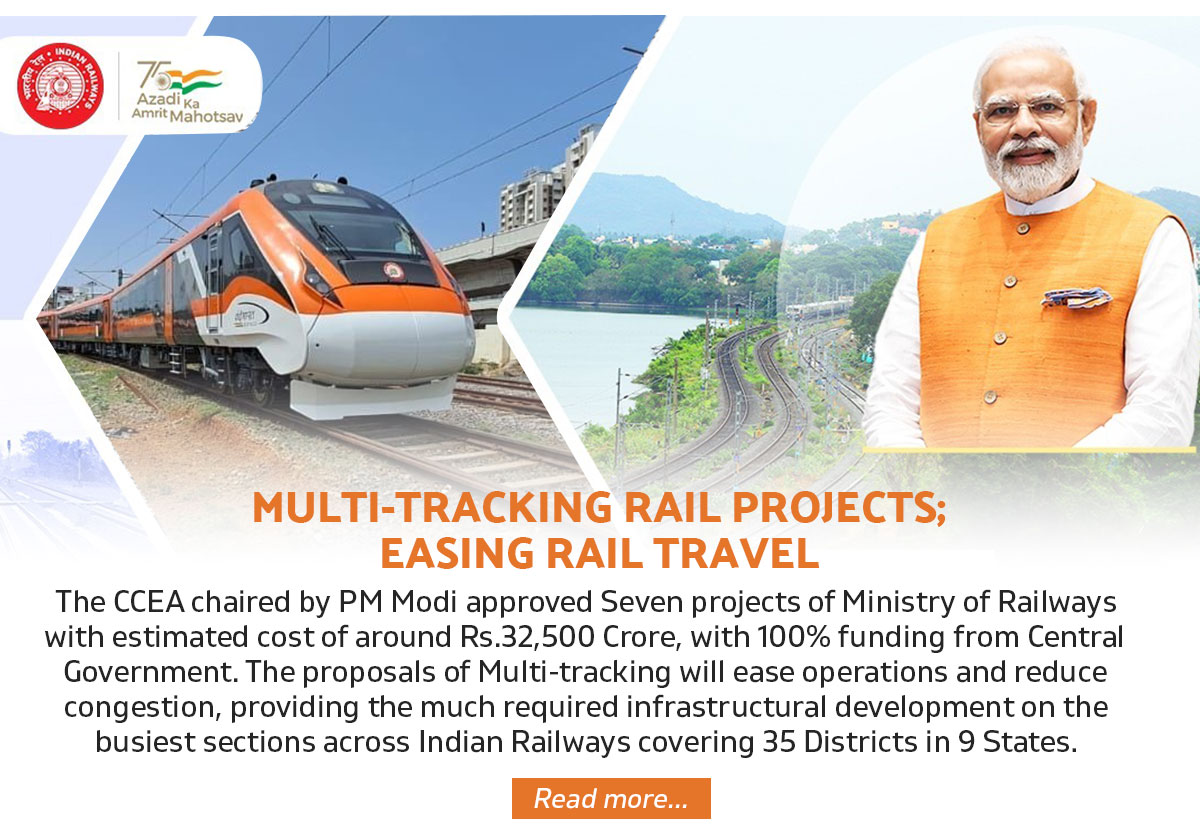 भारतीय रेल • INDIAN RAILWAYS
75
Azadi Ka
Amrit Mahotsav
MULTI-TRACKING RAIL PROJECTS;
EASING RAIL TRAVEL
The CCEA chaired by PM Modi approved Seven projects of Ministry of Railways
with estimated cost of around Rs.32,500 Crore, with 100% funding from Central
Government. The proposals of Multi-tracking will ease operations and reduce
congestion, providing the much required infrastructural development on the
busiest sections across Indian Railways covering 35 Districts in 9 States.
Read more...